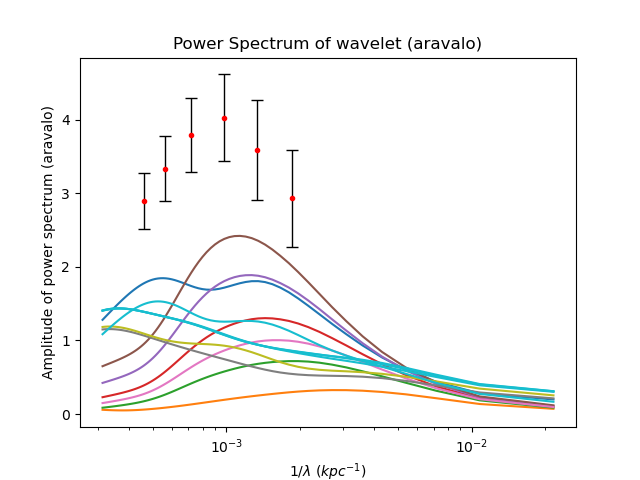 Power Spectrum of wavelet (aravalo)
Amplitude of power spectrum (aravalo)
4
3
2
1
0
10⁻³
10⁻²
1/λ (kpc⁻¹)